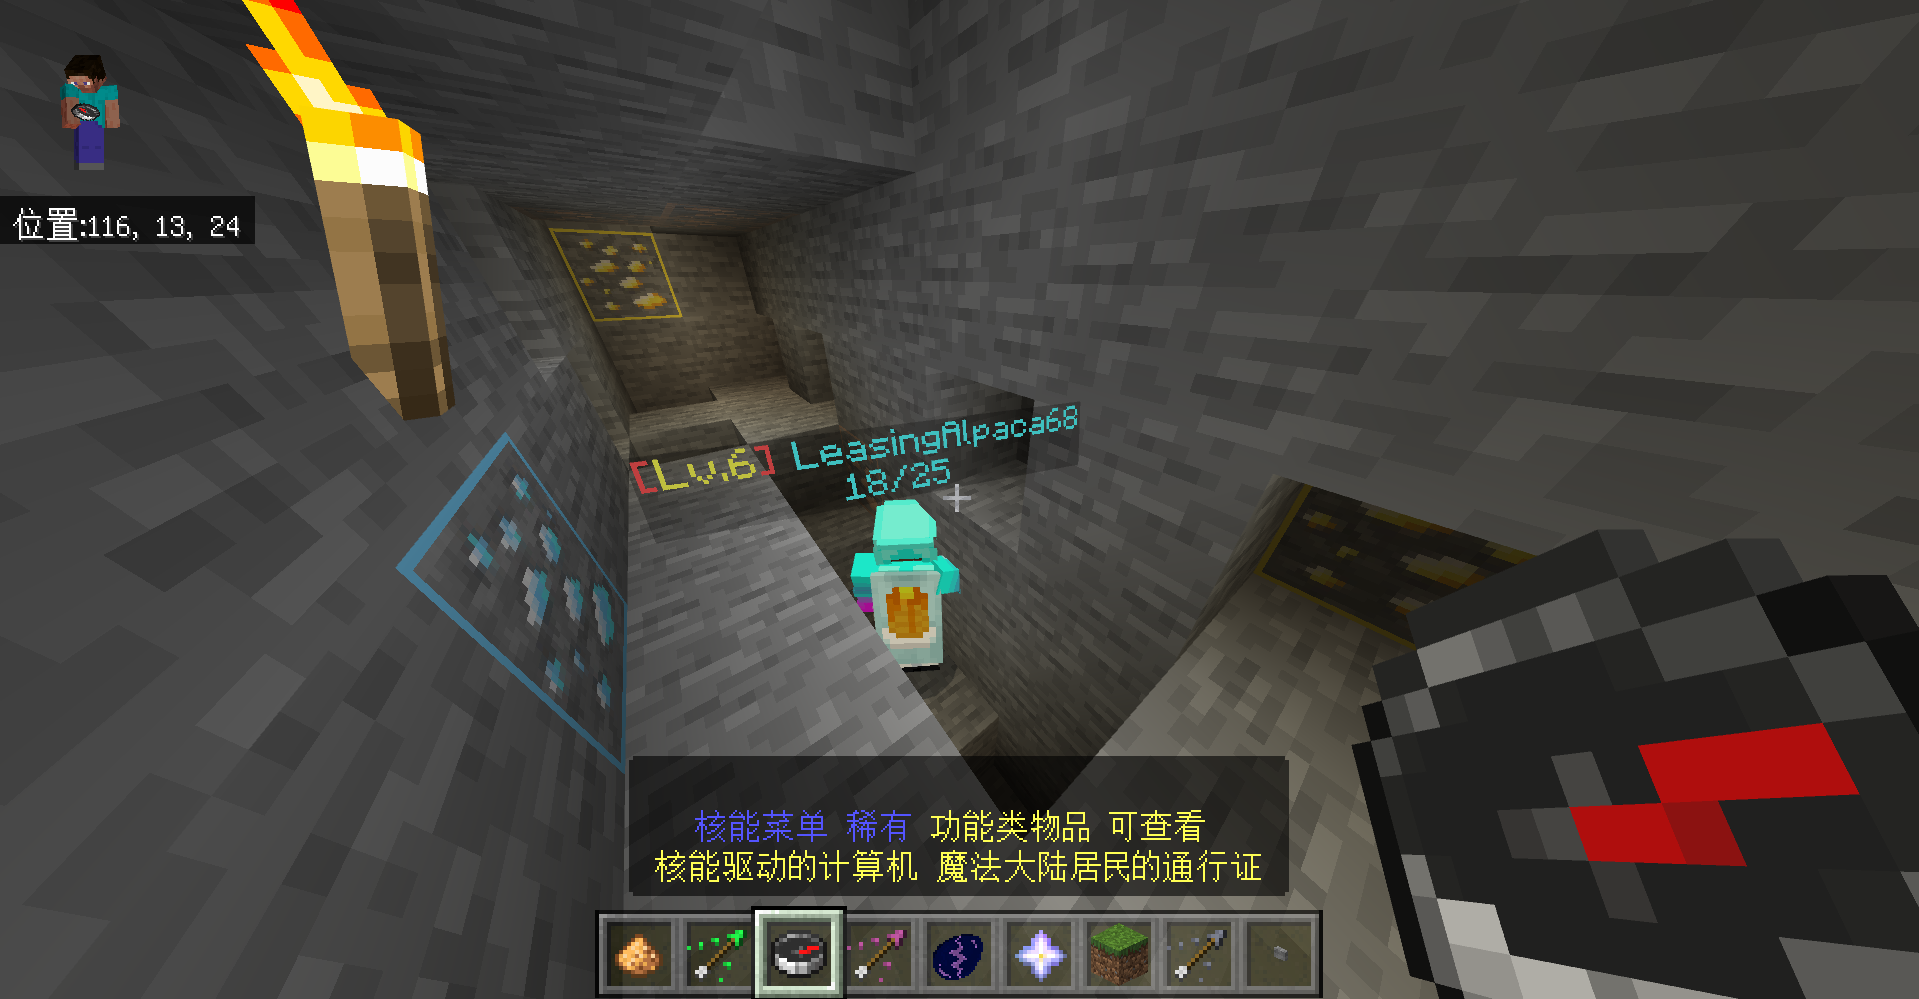 位置:116, 13, 24
[Lv.6] LeasingAlpaca68
18/25
核能菜单 稀有 功能类物品 可查看
核能驱动的计算机 魔法大陆居民的通行证